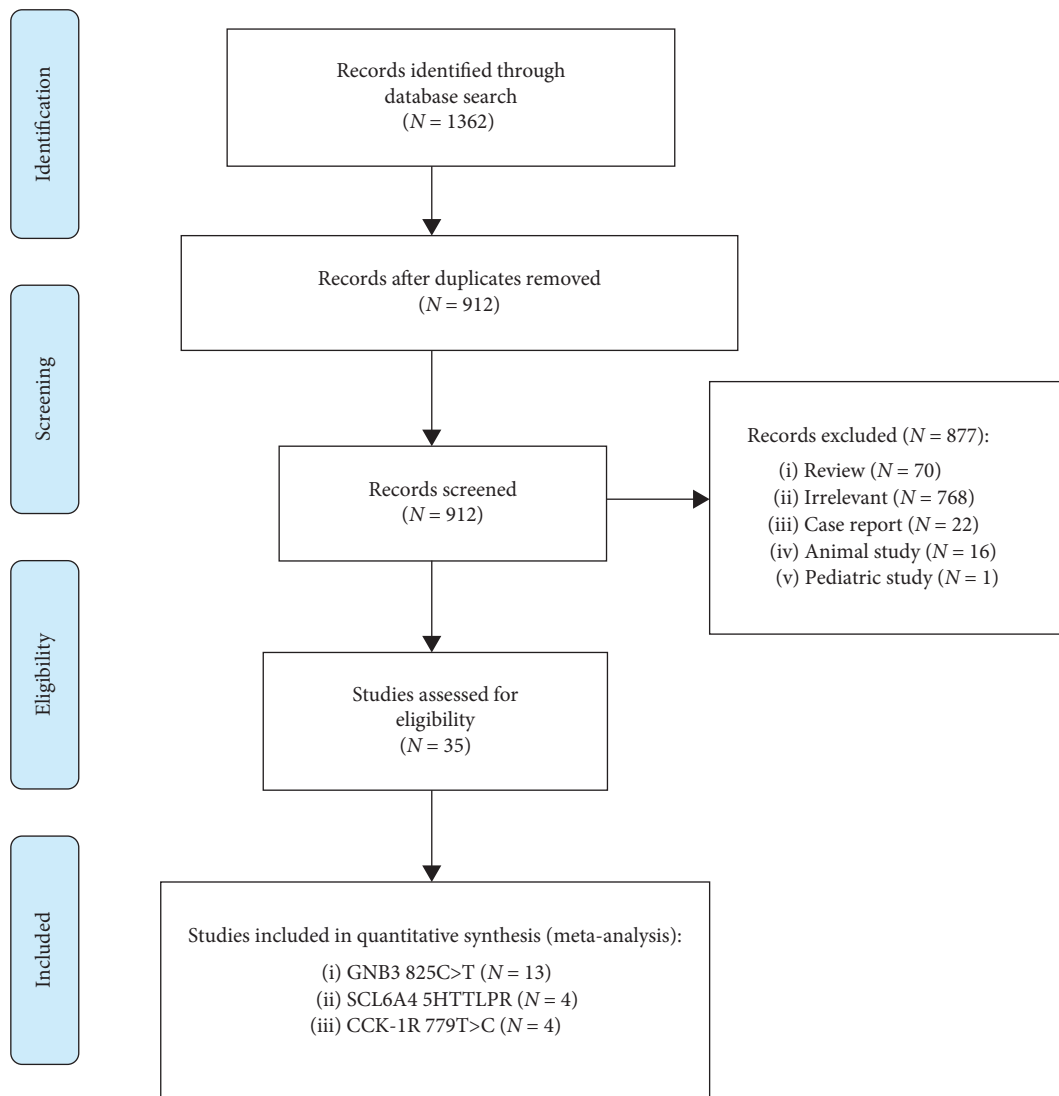 Identification
Records identified through
database search
(N = 1362)
Records after duplicates removed
(N = 912)
Screening
Records screened
(N = 912)
Records excluded (N = 877):
(i) Review (N = 70)
(ii) Irrelevant (N = 768)
(iii) Case report (N = 22)
(iv) Animal study (N = 16)
(v) Pediatric study (N = 1)
Eligibility
Studies assessed for
eligibility
(N = 35)
Included
Studies included in quantitative synthesis (meta-analysis):
(i) GNB3 825C>T (N = 13)
(ii) SCL6A4 5HTTLPR (N = 4)
(iii) CCK-1R 779T>C (N = 4)